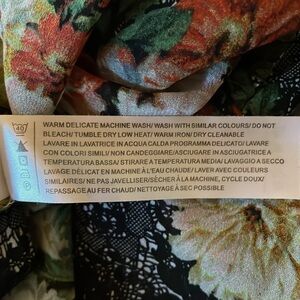 40
WARM DELICATE MACHINE WASH/ WASH WITH SIMILAR COLOURS/ DO NOT
BLEACH/ TUMBLE DRY LOW HEAT/ WARM IRON/ DRY CLEANABLE
LAVARE IN LAVATRICE IN ACQUA CALDA PROGRAMMA DELICATO/ LAVARE
CON COLORI SIMILI/ NON CANDEGGIARE/ASCIUGARE IN ASCIUGATRICE A
TEMPERATURA BASSA/ STIRARE A TEMPERATURA MEDIA/ LAVAGGIO A SECCO
LAVAGE DÉLICAT EN MACHINE À L'EAU CHAUDE/ LAVER AVEC COULEURS
SIMILAIRES/ NE PAS JAVELLISER/SÈCHER À LA MACHINE, CYCLE DOUX/
REPASSAGE AU FER CHAUD/ NETTOYAGE À SEC POSSIBLE